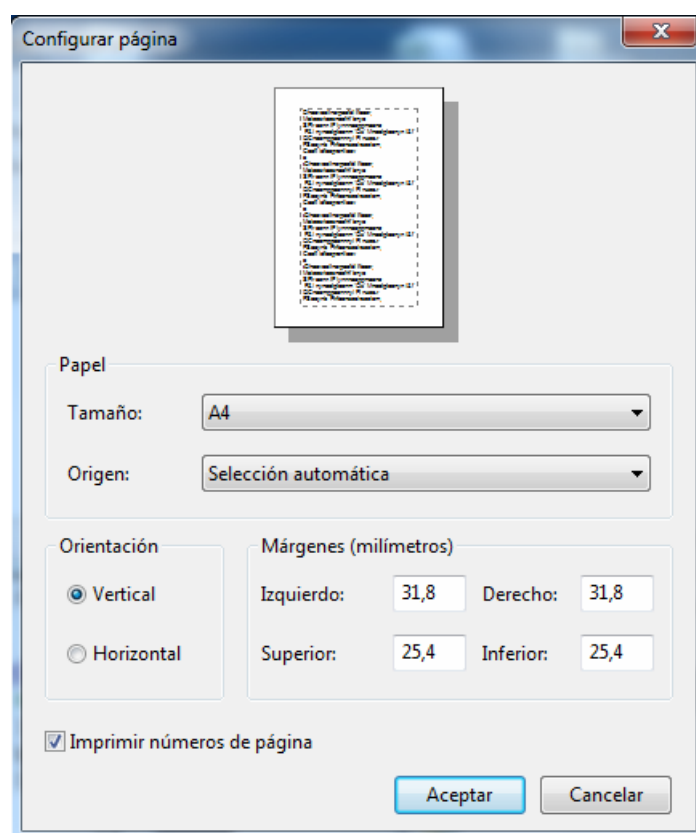 Configurar página
Papel
Tamaño: A4
Origen: Selección automática
Orientación
Márgenes (milímetros)
Vertical
Izquierdo: 31,8 Derecho: 31,8
Horizontal
Superior: 25,4 Inferior: 25,4
Imprimir números de página
Aceptar Cancelar